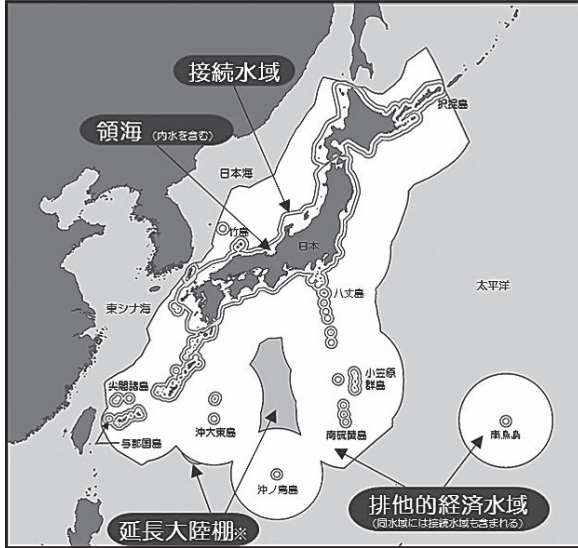 接続水域
択捉島
領海（内水を含む）
日本海
竹島
日本
八丈島
太平洋
東シナ海
小笠原
群島
尖閣諸島
沖大東島
南硫黄島
南鳥島
与那国島
沖ノ鳥島
排他的経済水域
（同水域には接続水域も含まれる）
延長大陸棚※